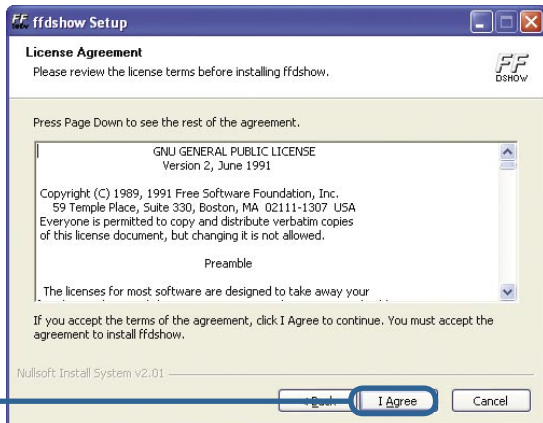 ffdshow Setup
License Agreement
Please review the license terms before installing ffdshow.
FF
DSHOW
Press Page Down to see the rest of the agreement.
GNU GENERAL PUBLIC LICENSE
Version 2, June 1991
Copyright (C) 1989, 1991 Free Software Foundation, Inc.
59 Temple Place, Suite 330, Boston, MA 02111-1307 USA
Everyone is permitted to copy and distribute verbatim copies
of this license document, but changing it is not allowed.
Preamble
The licenses for most software are designed to take away your
If you accept the terms of the agreement, click I Agree to continue. You must accept the
agreement to install ffdshow.
Nullsoft Install System v2.01
I Agree
Cancel